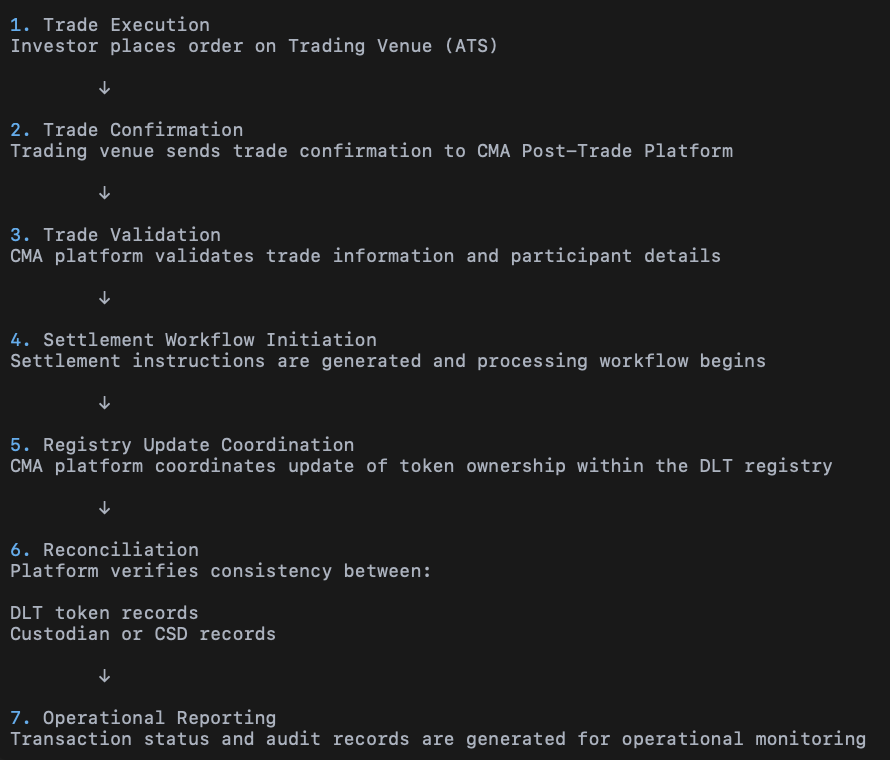 1. Trade Execution
Investor places order on Trading Venue (ATS)
↓
2. Trade Confirmation
Trading venue sends trade confirmation to CMA Post–Trade Platform
↓
3. Trade Validation
CMA platform validates trade information and participant details
↓
4. Settlement Workflow Initiation
Settlement instructions are generated and processing workflow begins
↓
5. Registry Update Coordination
CMA platform coordinates update of token ownership within the DLT registry
↓
6. Reconciliation
Platform verifies consistency between:
DLT token records
Custodian or CSD records
↓
7. Operational Reporting
Transaction status and audit records are generated for operational monitoring